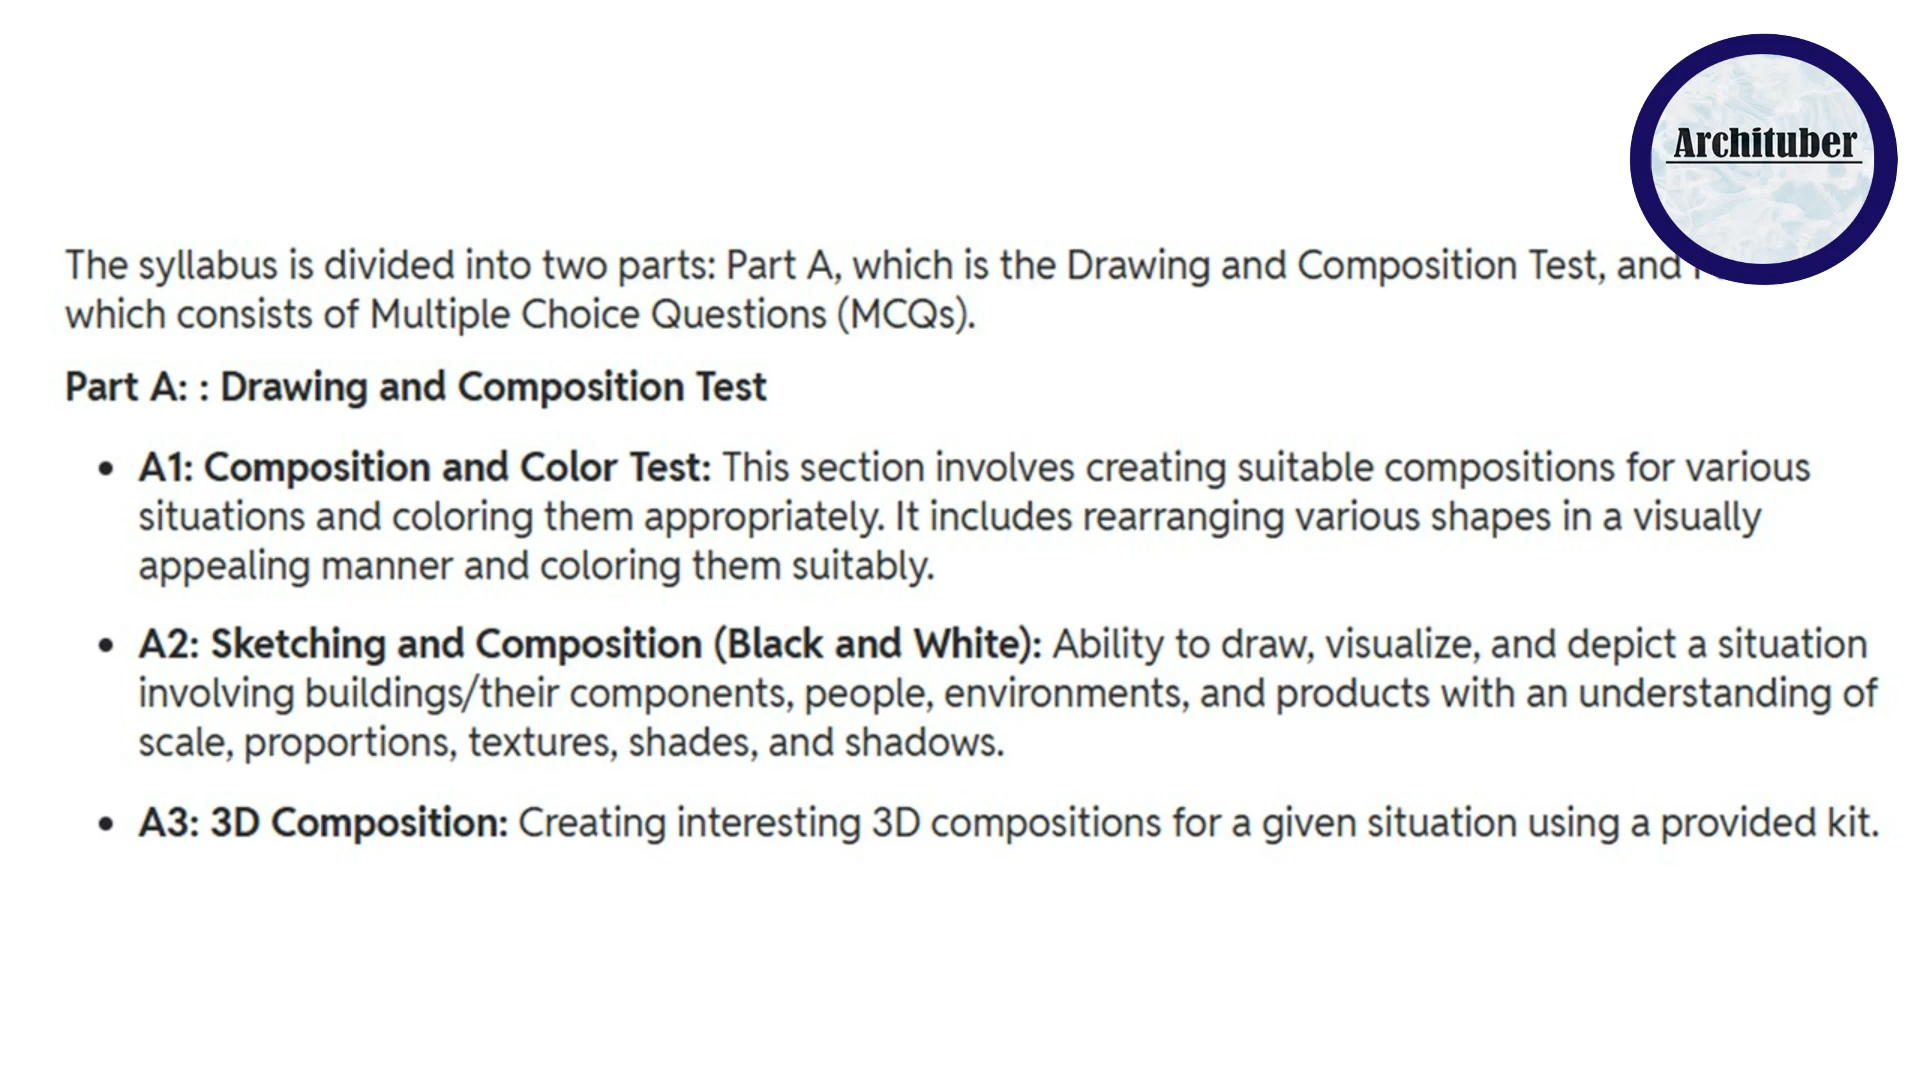 Archituber
The syllabus is divided into two parts: Part A, which is the Drawing and Composition Test, and
which consists of Multiple Choice Questions (MCQs).
Part A: : Drawing and Composition Test
• A1: Composition and Color Test: This section involves creating suitable compositions for various
situations and coloring them appropriately. It includes rearranging various shapes in a visually
appealing manner and coloring them suitably.
• A2: Sketching and Composition (Black and White): Ability to draw, visualize, and depict a situation
involving buildings/their components, people, environments, and products with an understanding of
scale, proportions, textures, shades, and shadows.
• A3: 3D Composition: Creating interesting 3D compositions for a given situation using a provided kit.